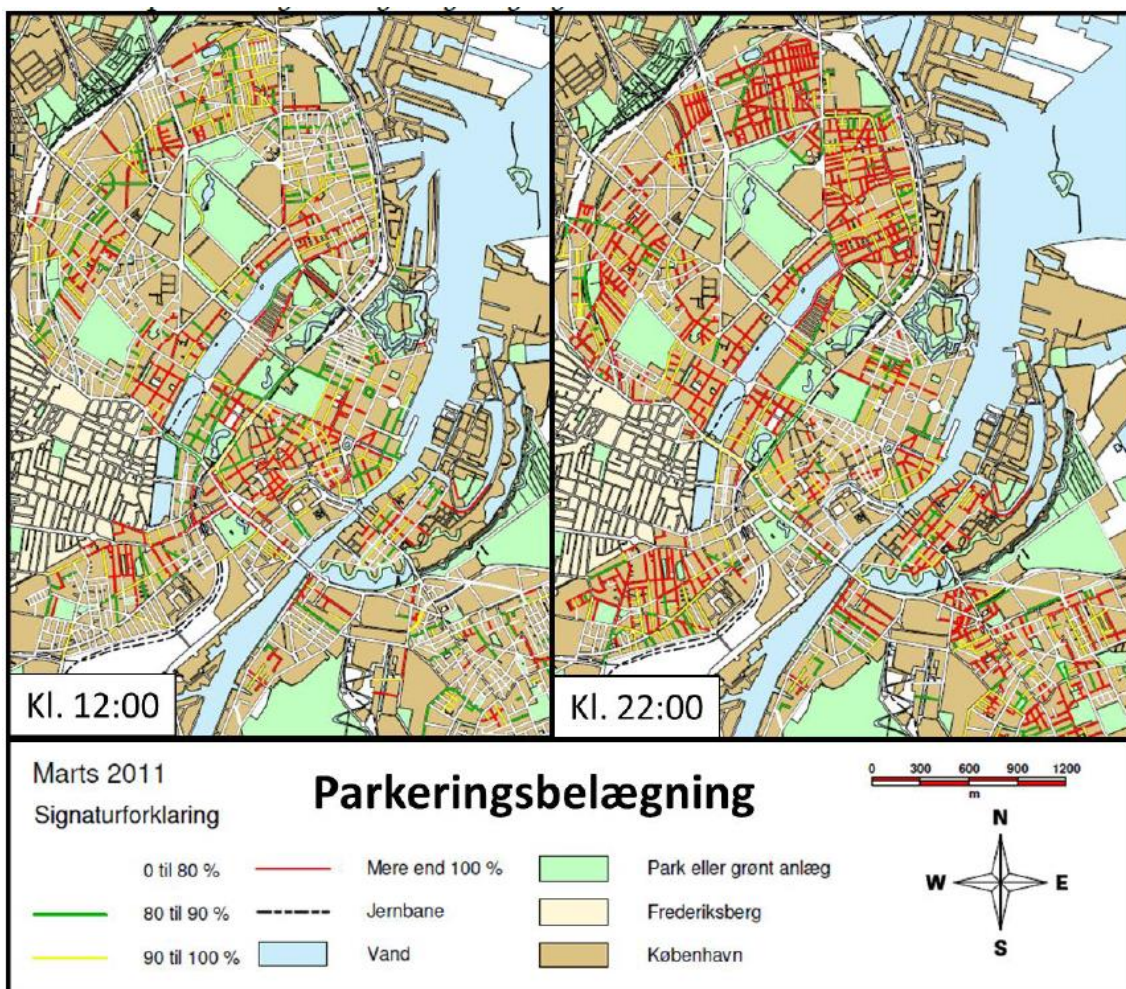 Kl. 12:00
Kl. 22:00
Marts 2011
Parkeringsbelægning
Signaturforklaring
0 til 80 %
80 til 90 %
90 til 100 %
Mere end 100 %
Jernbane
Vand
Park eller grønt anlæg
Frederiksberg
København
0 300 600 900 1200
m
N
W E
S